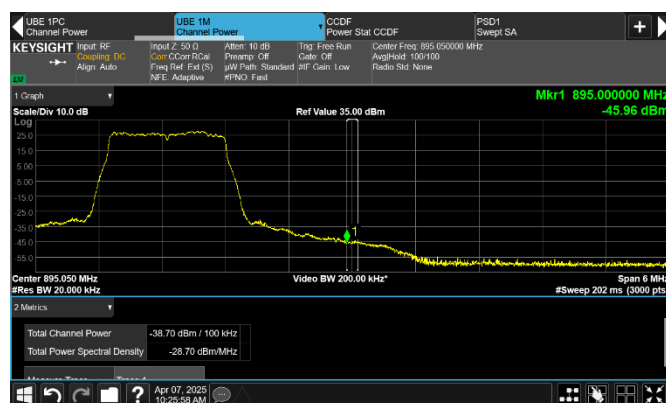 UBE 1PC
Channel Power
UBE 1M
Channel Power
CCDF
Power Stat CCDF
PSD1
Swept SA
KEYSIGHT
Input: RF
Coupling: DC
Align: Auto
Input Z: 50 Ω
Corr CCorr RCal
Freq Ref: Ext (S)
NFE: Adaptive
Atten: 10 dB
Preamp: Off
µW Path: Standard
#PNO: Fast
Trig: Free Run
Gate: Off
#IF Gain: Low
Center Freq: 895.050000 MHz
Avg|Hold: 100/100
Radio Std: None
LXI
1 Graph
Mkr1 895.000000 MHz
Scale/Div 10.0 dB
Ref Value 35.00 dBm
-45.96 dBm
Log
25.0
15.0
5.00
-5.00
-15.0
-25.0
-35.0
-45.0
-55.0
1
Center 895.050 MHz
Video BW 200.00 kHz*
Span 6 MHz
#Res BW 20.000 kHz
#Sweep 202 ms (3000 pts)
2 Metrics
Total Channel Power
-38.70 dBm / 100 kHz
Total Power Spectral Density
-28.70 dBm/MHz
Measure Trace
Trace 1
Apr 07, 2025
10:25:58 AM